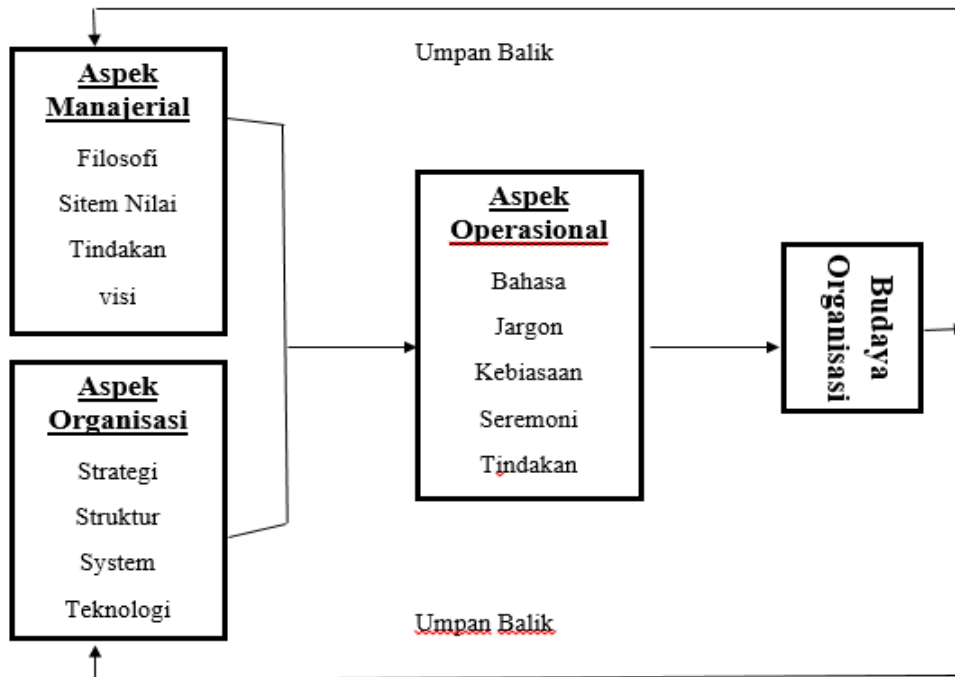 Umpan Balik
Aspek
Manajerial
Filosofi
Sitem Nilai
Tindakan
visi
Aspek
Organisasi
Strategi
Struktur
System
Teknologi
Aspek
Operasional
Bahasa
Jargon
Kebiasaan
Seremoni
Tindakan
Budaya
Organisasi
Umpan Balik